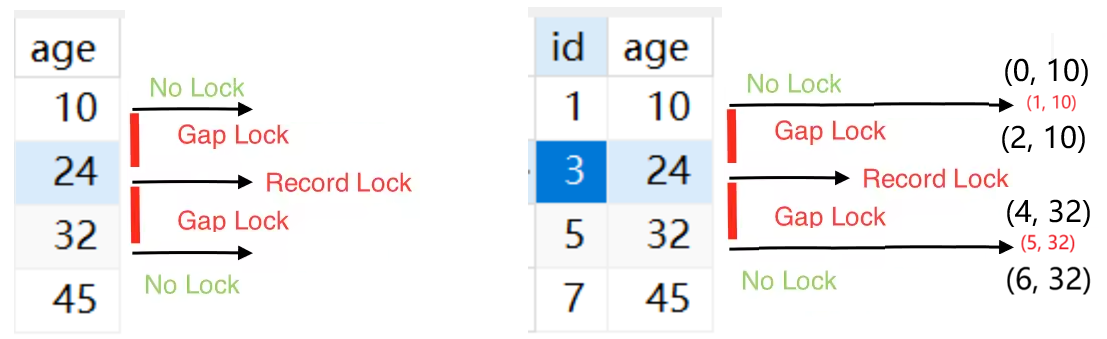 age
No Lock
10
Gap Lock
24
Record Lock
Gap Lock
32
No Lock
45
id age
No Lock
(0, 10)
1 10
(1, 10)
Gap Lock
(2, 10)
3 24
Record Lock
Gap Lock
(4, 32)
5 32
(5, 32)
No Lock
(6, 32)
7 45